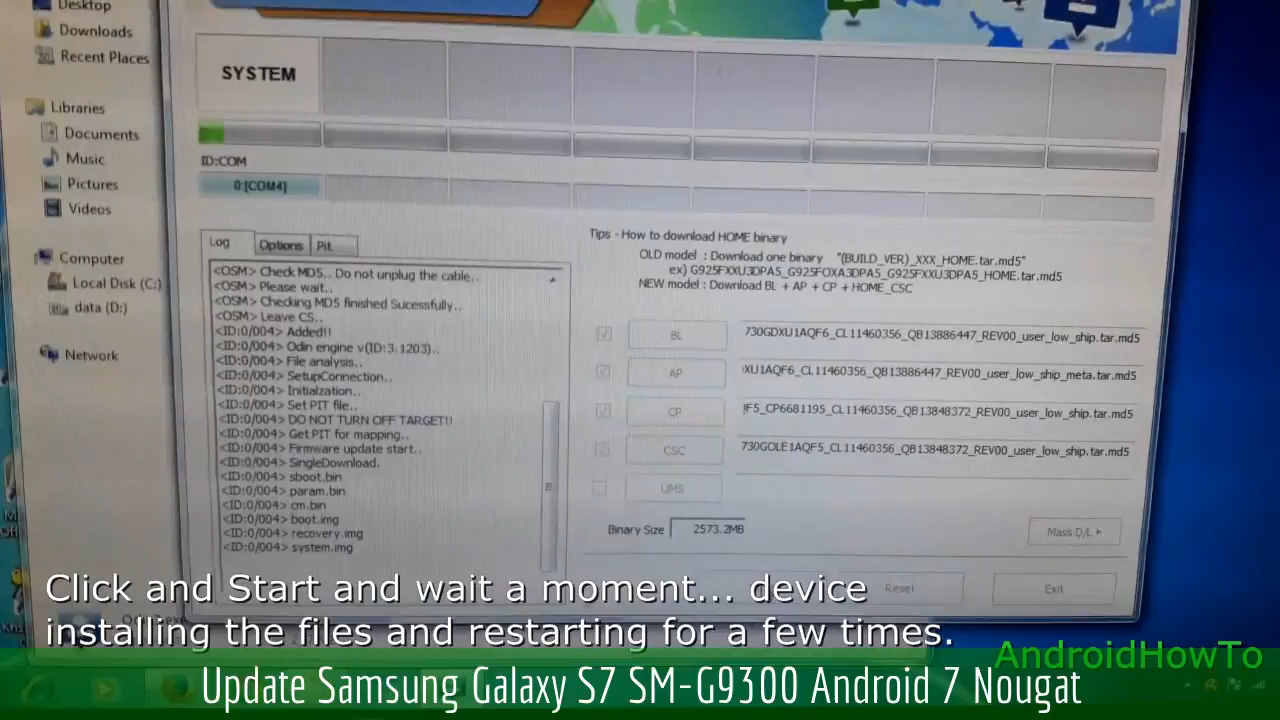 Desktop
Downloads
Recent Places
Libraries
Documents
Music
Pictures
Videos
Computer
Local Disk (C:)
data (D:)
Network
SYSTEM
ID:COM
0:[COM4]
Log
Options
Pit
<OSM> Check MD5.. Do not unplug the cable..
<OSM> Please wait..
<OSM> Checking MD5 finished Sucessfully..
<OSM> Leave CS..
<ID:0/004> Added!!
<ID:0/004> Odin engine v(ID:3.1203)..
<ID:0/004> File analysis..
<ID:0/004> SetupConnection..
<ID:0/004> Initialzation..
<ID:0/004> Set PIT file..
<ID:0/004> DO NOT TURN OFF TARGET!!
<ID:0/004> Get PIT for mapping..
<ID:0/004> Firmware update start..
<ID:0/004> SingleDownload.
<ID:0/004> sboot.bin
<ID:0/004> param.bin
<ID:0/004> cm.bin
<ID:0/004> boot.img
<ID:0/004> recovery.img
<ID:0/004> system.img
Tips - How to download HOME binary
OLD model : Download one binary "(BUILD_VER)_XXX_HOME.tar.md5"
ex) G925FXXU3DPA5_G925FOXA3DPA5_G925FXXU3DPA5_HOME.tar.md5
NEW model : Download BL + AP + CP + HOME_CSC
BL 730GDXU1AQF6_CL11460356_QB13886447_REV00_user_low_ship.tar.md5
AP XU1AQF6_CL11460356_QB13886447_REV00_user_low_ship_meta.tar.md5
CP F5_CP6681195_CL11460356_QB13848372_REV00_user_low_ship.tar.md5
CSC 730GOLE1AQF5_CL11460356_QB13848372_REV00_user_low_ship.tar.md5
UMS
Binary Size 2573.2MB
Mass D/L
Reset
Exit
Click and Start and wait a moment... device
installing the files and restarting for a few times.
AndroidHowTo
Update Samsung Galaxy S7 SM-G9300 Android 7 Nougat